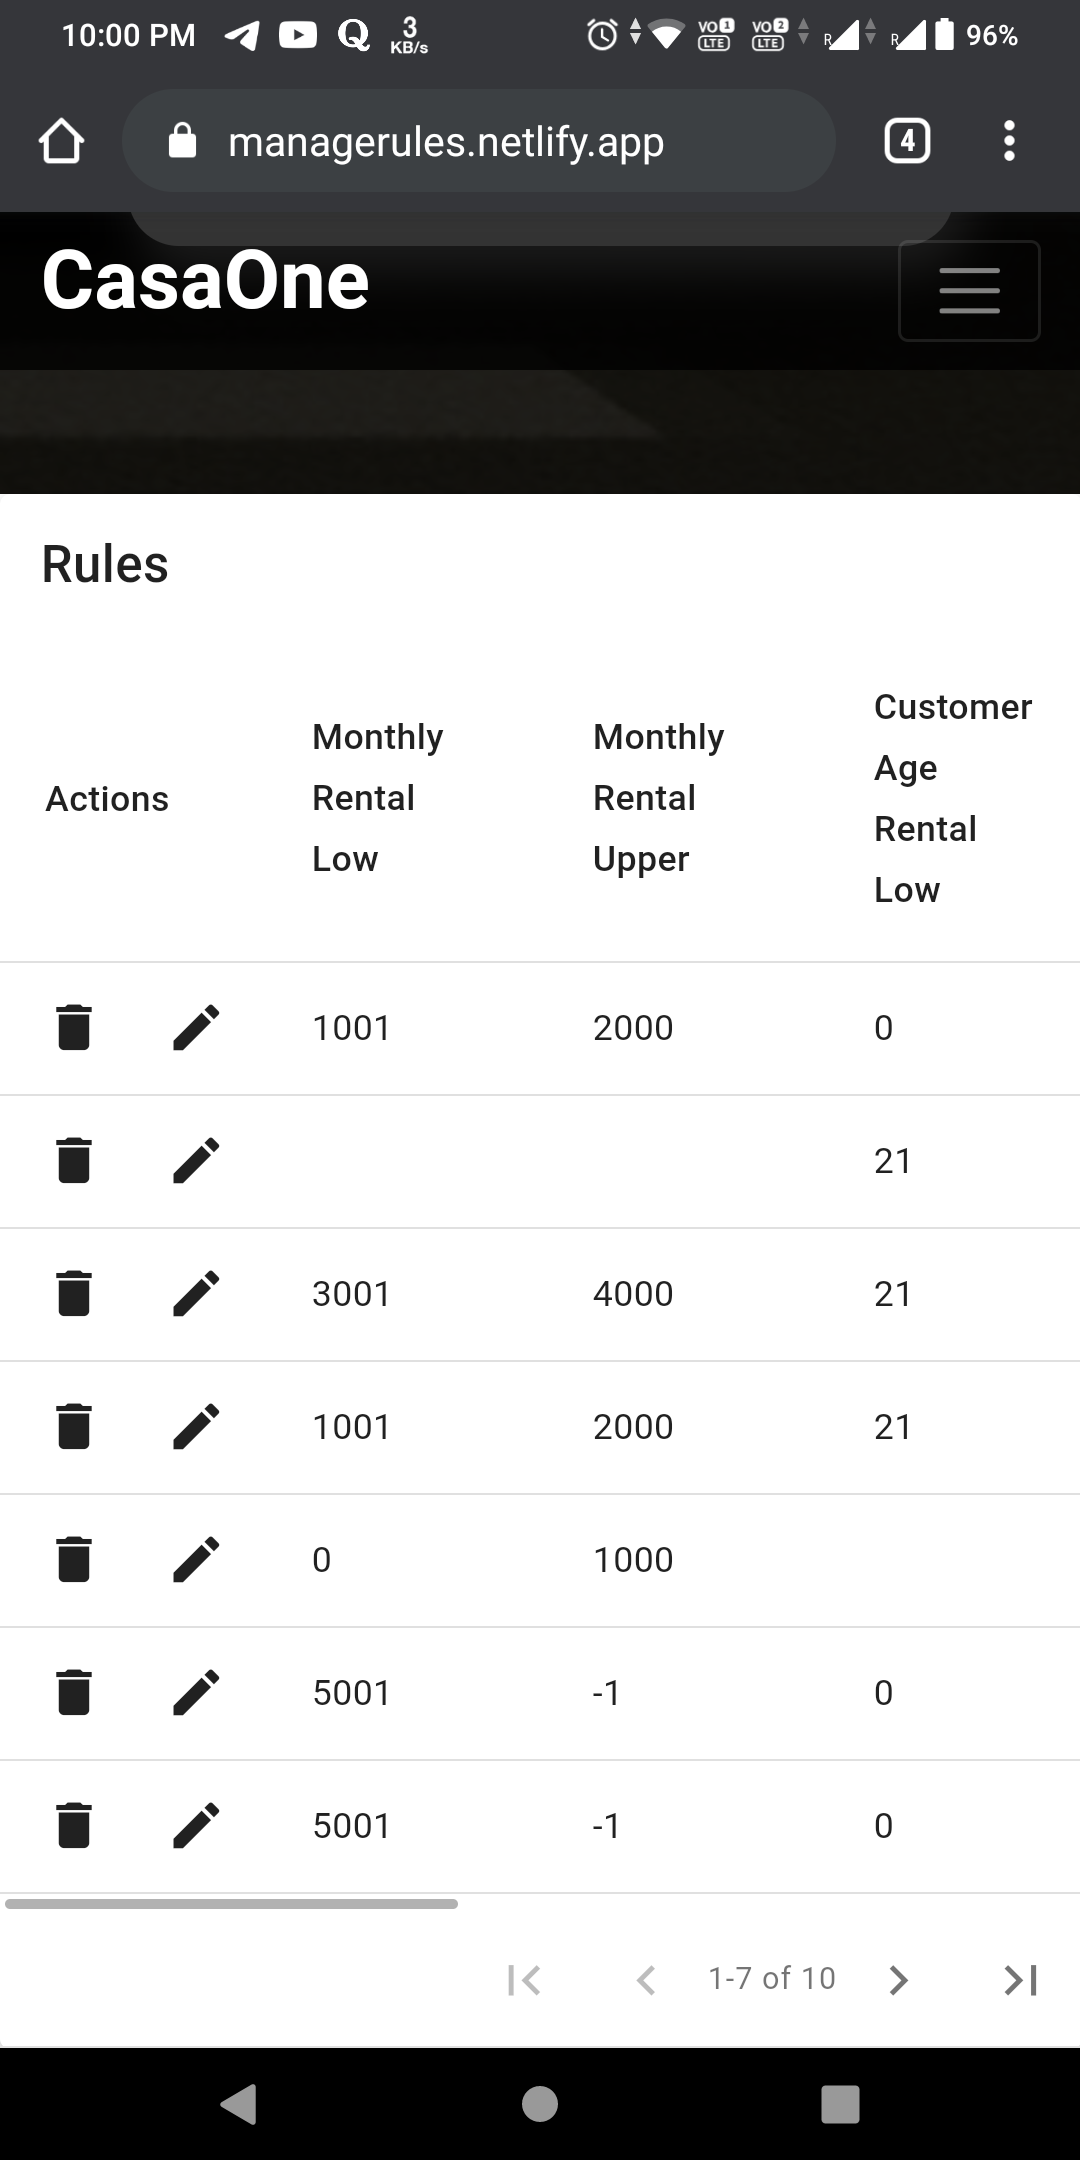 10:00 PM Q 3 KB/s VO 1 LTE VO 2 LTE R R 96%
managerules.netlify.app 4
CasaOne
Rules
Actions Monthly Rental Low Monthly Rental Upper Customer Age Rental Low
1001 2000 0
21
3001 4000 21
1001 2000 21
0 1000
5001 -1 0
5001 -1 0
1-7 of 10